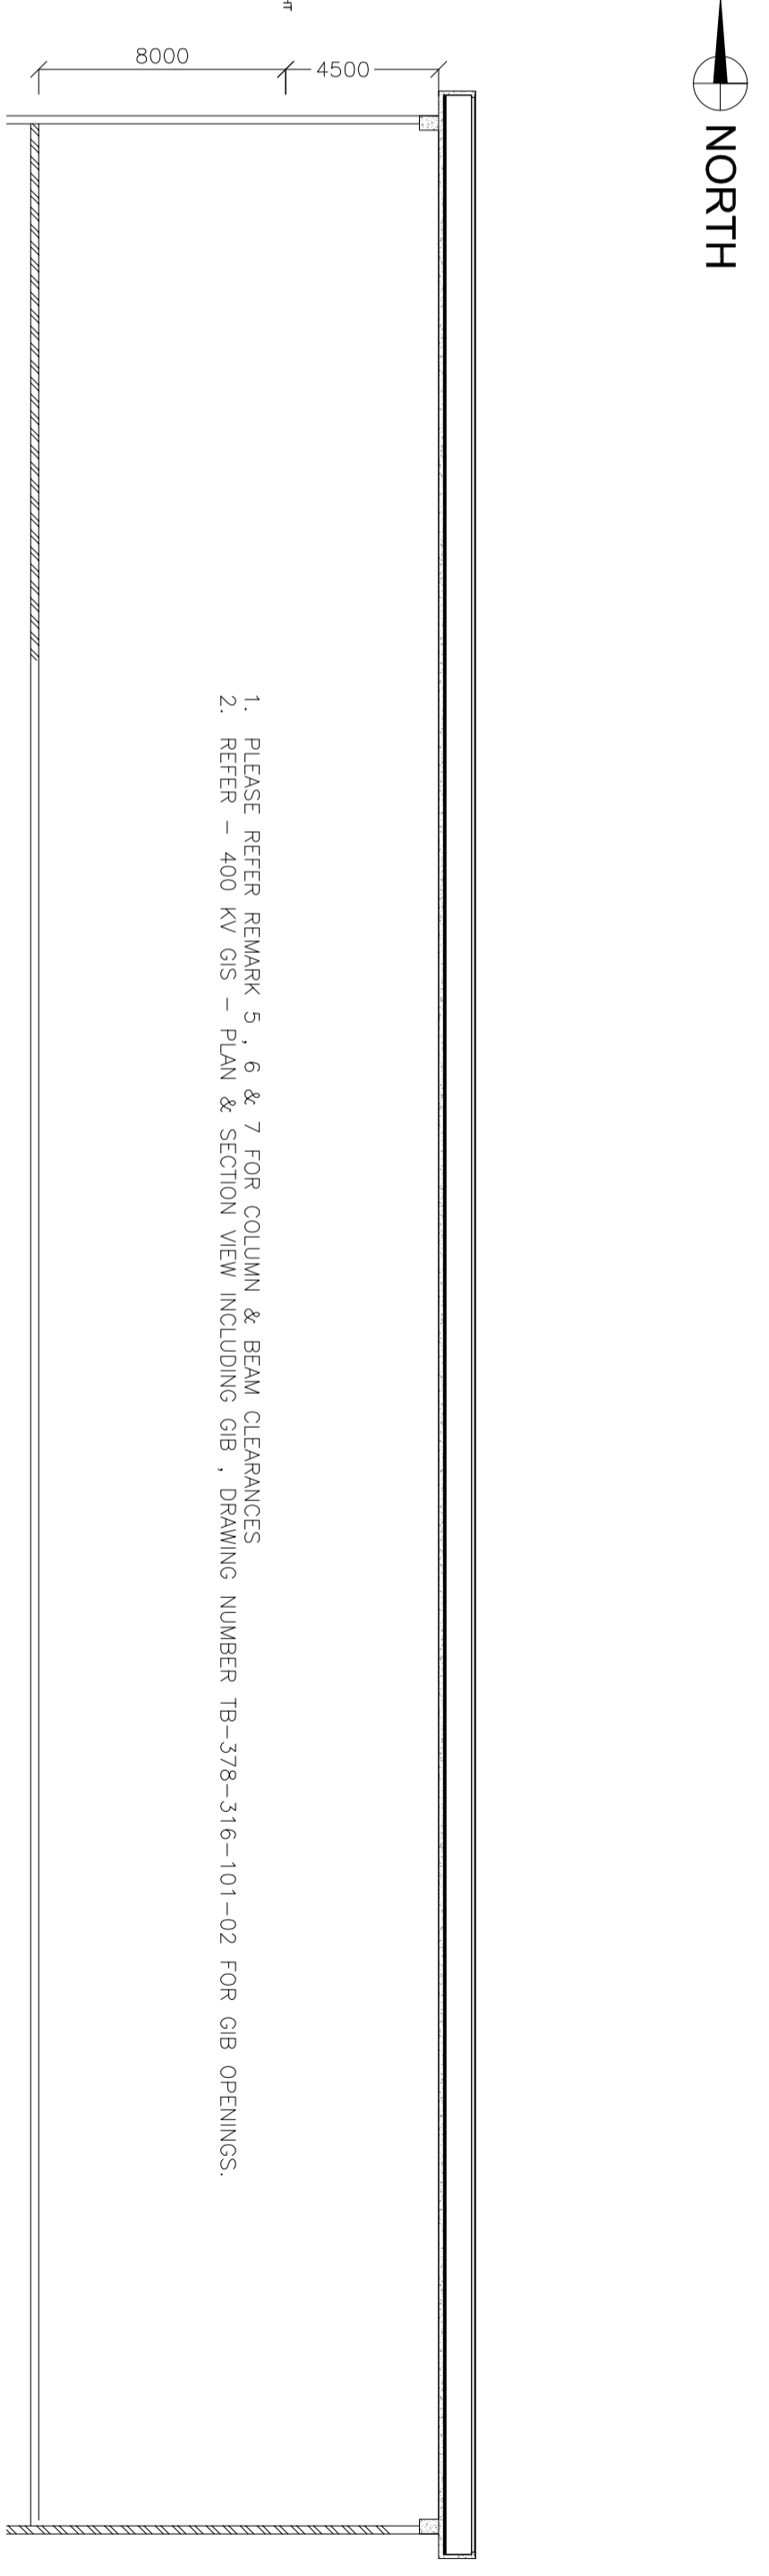 8000
4500
NORTH
1. PLEASE REFER REMARK 5 , 6 & 7 FOR COLUMN & BEAM CLEARANCES
2. REFER - 400 KV GIS - PLAN & SECTION VIEW INCLUDING GIB , DRAWING NUMBER TB-378-316-101-02 FOR GIB OPENINGS.